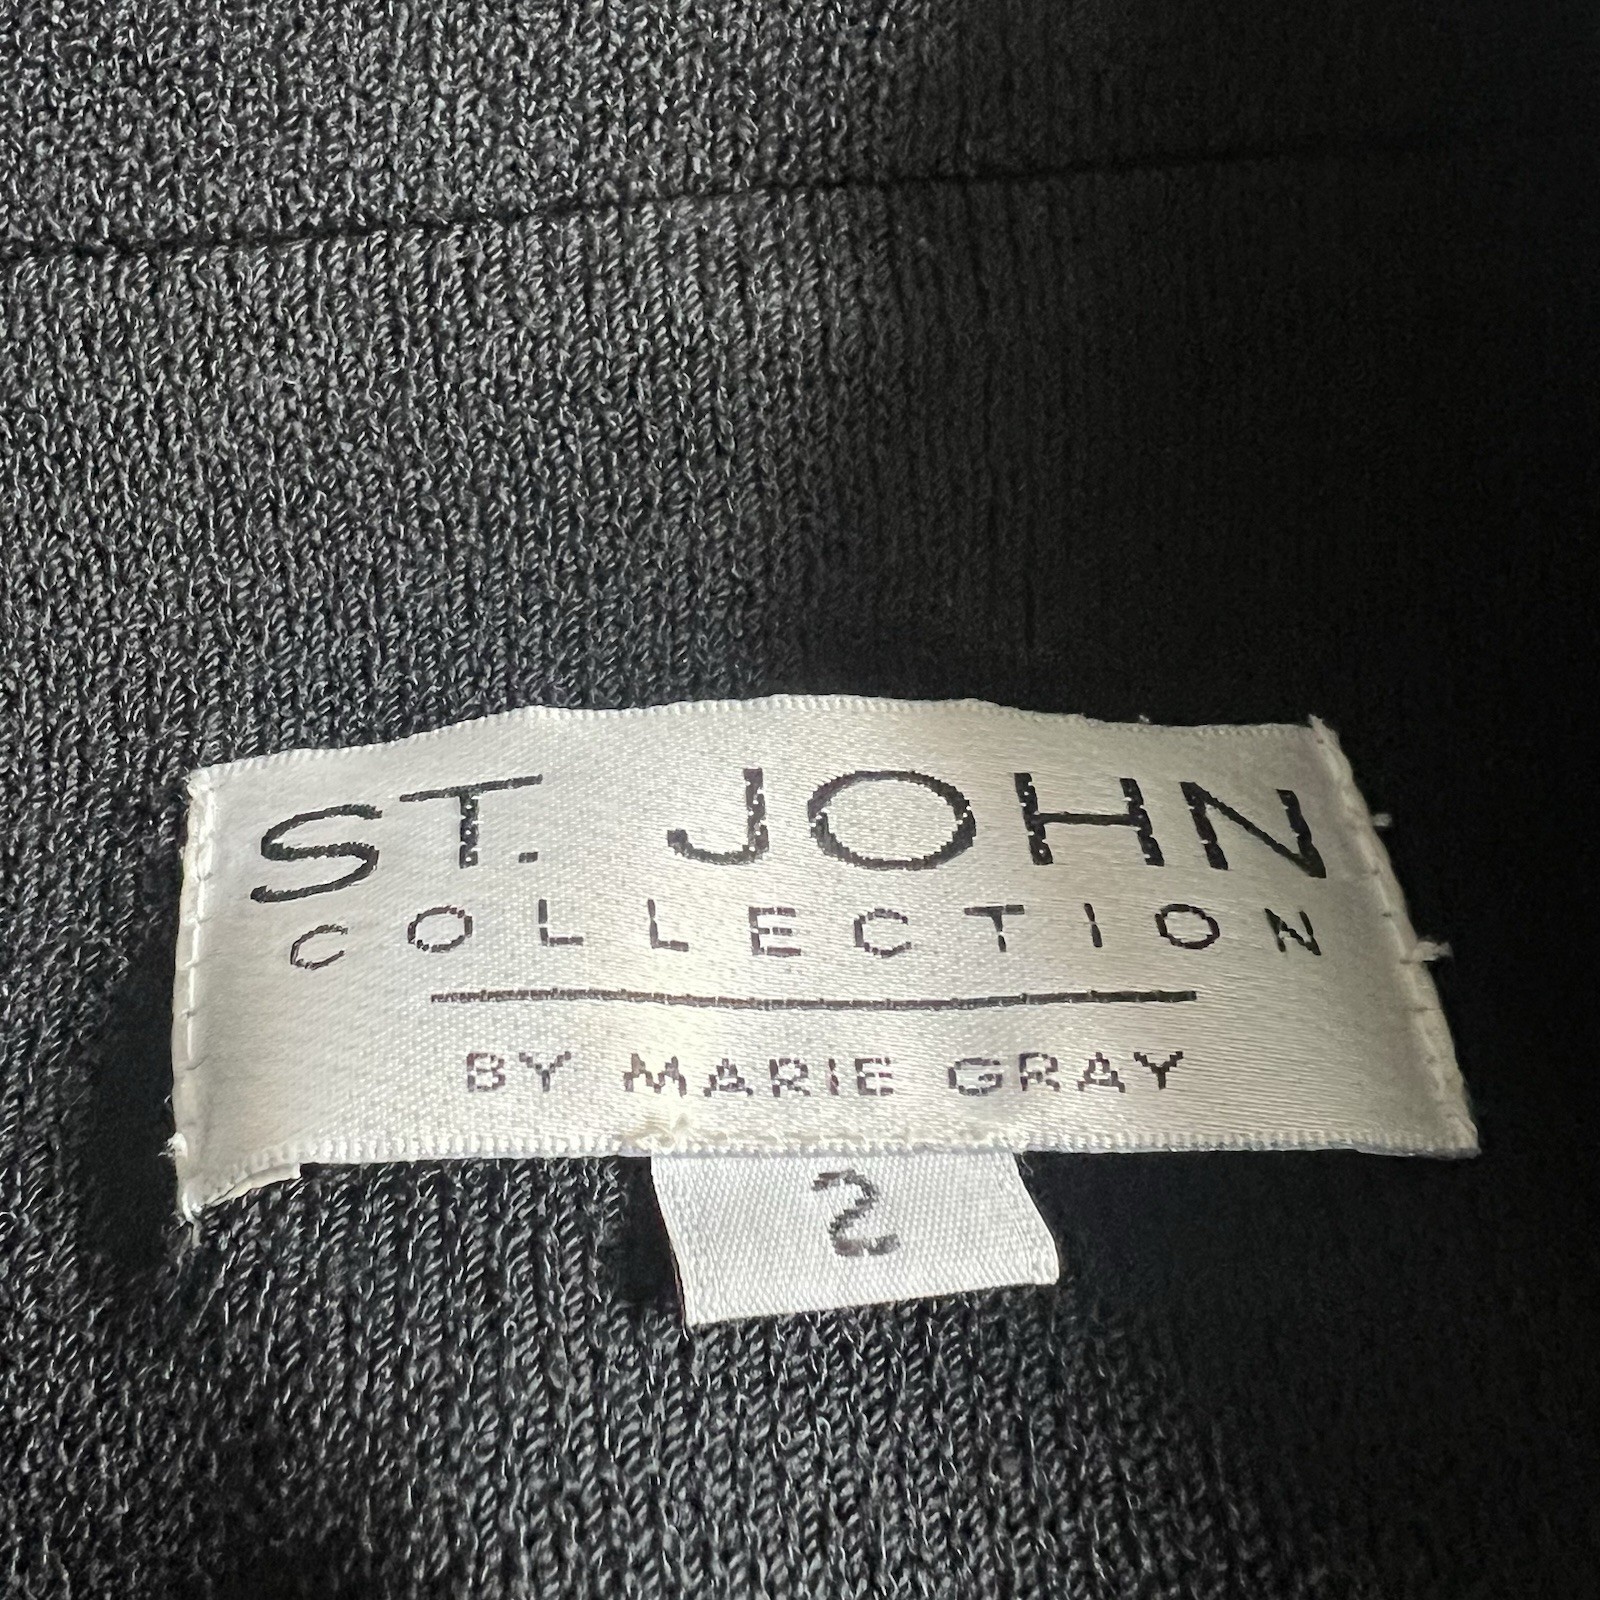 ST. JOHN
COLLECTION
BY MARIE GRAY
2